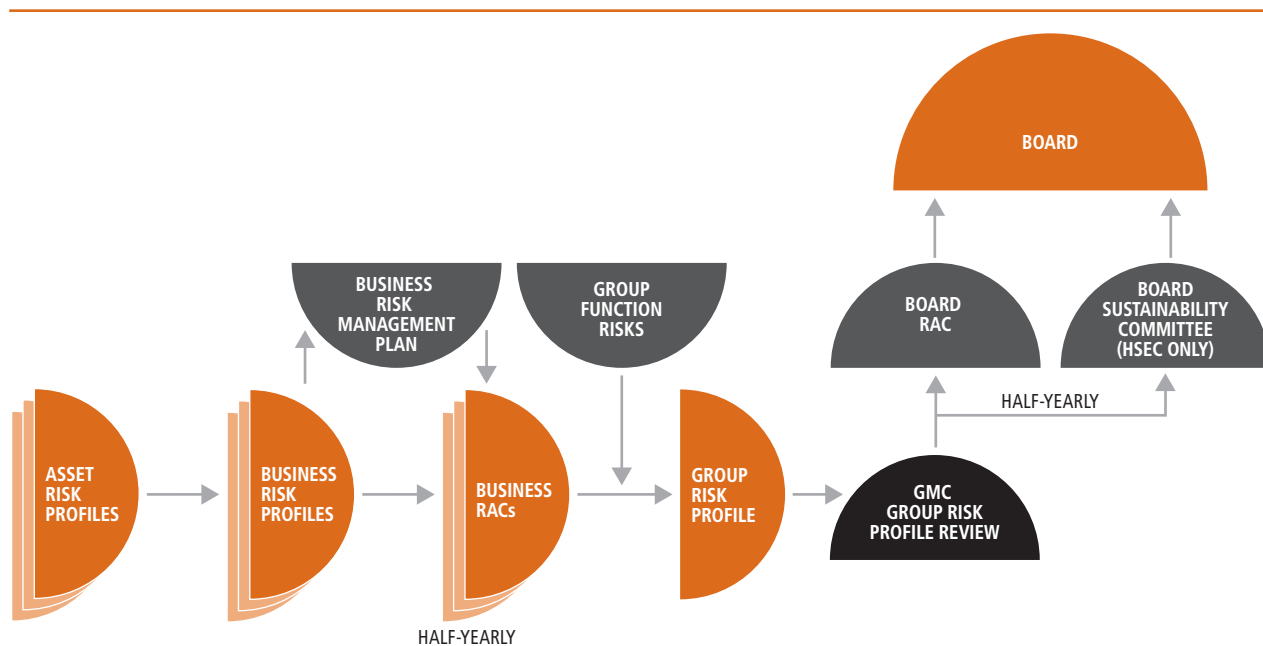 BOARD
BUSINESS
RISK
MANAGEMENT
PLAN
GROUP
FUNCTION
RISKS
BOARD
RAC
BOARD
SUSTAINABILITY
COMMITTEE
(HSEC ONLY)
HALF-YEARLY
ASSET
RISK
PROFILES
BUSINESS
RISK
PROFILES
BUSINESS
RACs
GROUP
RISK
PROFILE
GMC
GROUP RISK
PROFILE REVIEW
HALF-YEARLY